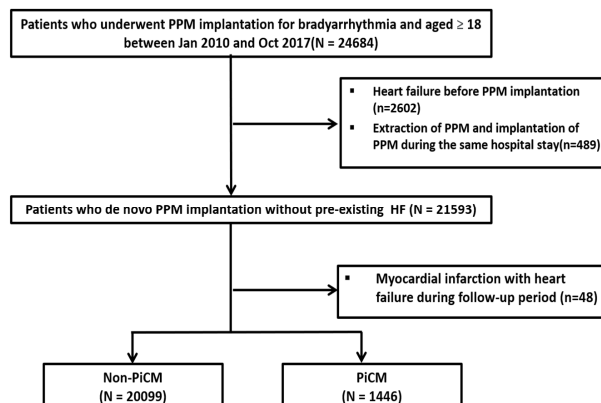 Patients who underwent PPM implantation for bradyarrhythmia and aged ≥ 18
between Jan 2010 and Oct 2017(N = 24684)
▪ Heart failure before PPM implantation
(n=2602)
▪ Extraction of PPM and implantation of
PPM during the same hospital stay(n=489)
Patients who de novo PPM implantation without pre-existing HF (N = 21593)
▪ Myocardial infarction with heart
failure during follow-up period (n=48)
Non-PiCM
(N = 20099)
PiCM
(N = 1446)